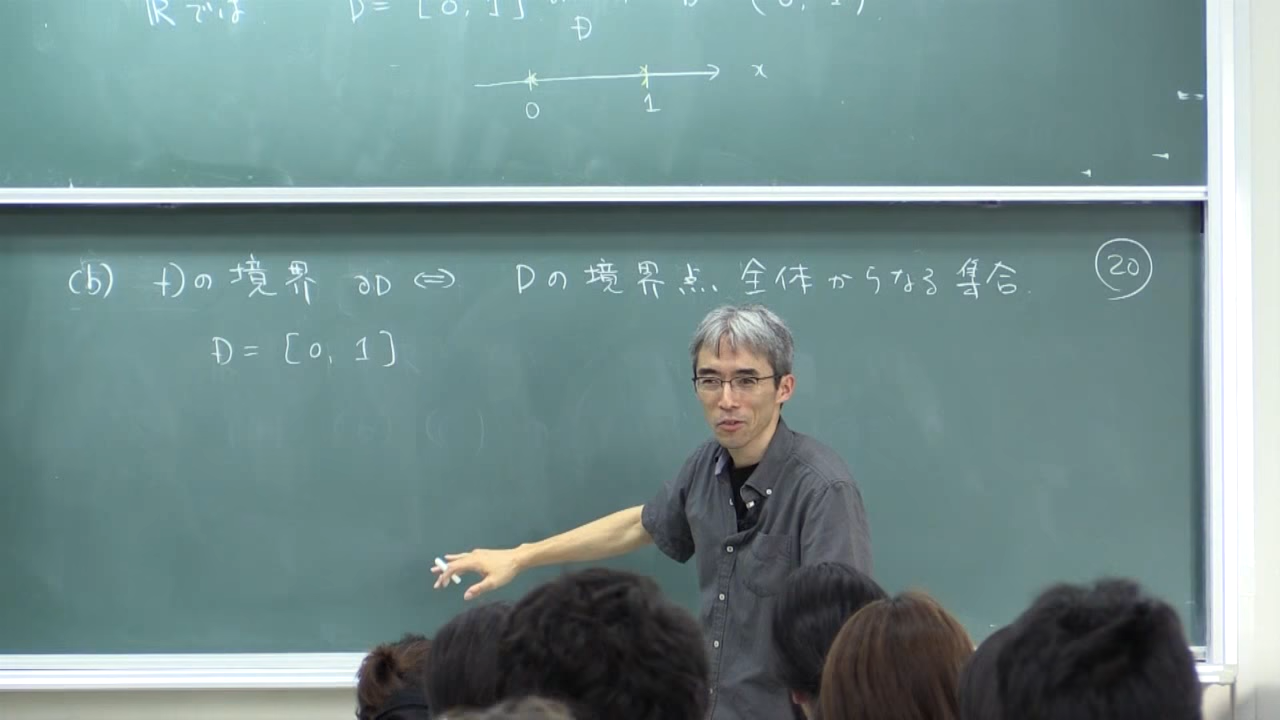 Rでは D = [0, 1]
D
x
0 1
(b) Dの境界 ∂D ⇔ Dの境界点全体からなる集合. 20
D = [0, 1]